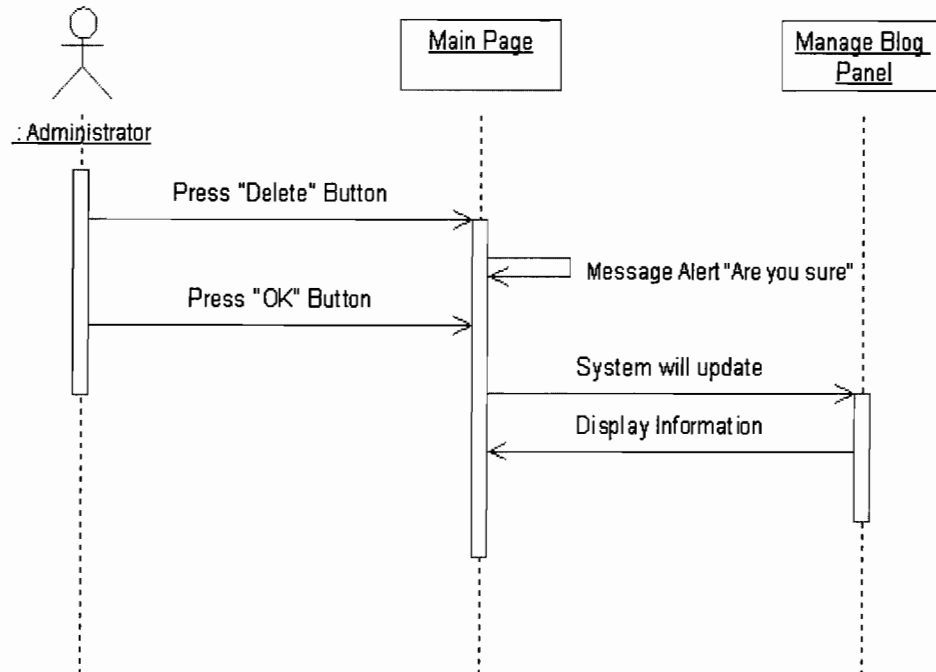 Main Page
Manage Blog
Panel
: Administrator
Press "Delete" Button
Message Alert "Are you sure"
Press "OK" Button
System will update
Display Information